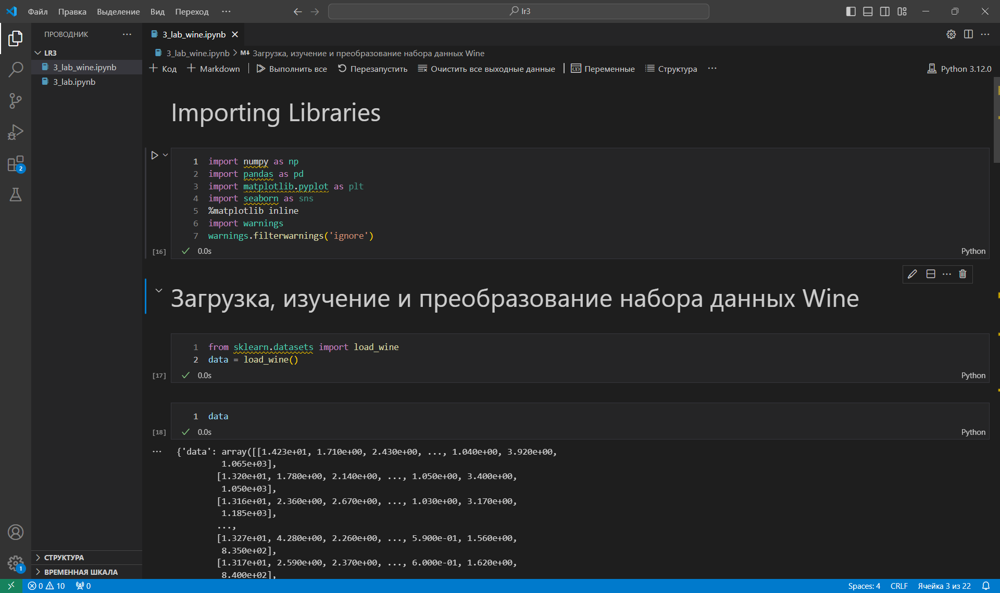 Файл Правка Выделение Вид Переход ··· lr3
ПРОВОДНИК ···
LR3
3_lab_wine.ipynb
3_lab.ipynb
СТРУКТУРА
ВРЕМЕННАЯ ШКАЛА
3_lab_wine.ipynb
3_lab_wine.ipynb > M↓ Загрузка, изучение и преобразование набора данных Wine
+ Код + Markdown | Выполнить все Перезапустить Очистить все выходные данные | Переменные Структура ··· Python 3.12.0
Importing Libraries
1 import numpy as np
2 import pandas as pd
3 import matplotlib.pyplot as plt
4 import seaborn as sns
5 %matplotlib inline
6 import warnings
7 warnings.filterwarnings('ignore')
[16] 0.0s Python
Загрузка, изучение и преобразование набора данных Wine
1 from sklearn.datasets import load_wine
2 data = load_wine()
[17] 0.0s Python
1 data
[18] 0.0s Python
··· {'data': array([[1.423e+01, 1.710e+00, 2.430e+00, ..., 1.040e+00, 3.920e+00,
1.065e+03],
[1.320e+01, 1.780e+00, 2.140e+00, ..., 1.050e+00, 3.400e+00,
1.050e+03],
[1.316e+01, 2.360e+00, 2.670e+00, ..., 1.030e+00, 3.170e+00,
1.185e+03],
...,
[1.327e+01, 4.280e+00, 2.260e+00, ..., 5.900e-01, 1.560e+00,
8.350e+02],
[1.317e+01, 2.590e+00, 2.370e+00, ..., 6.000e-01, 1.620e+00,
8.400e+02],
2
1
0 10 0 Spaces: 4 CRLF Ячейка 3 из 22